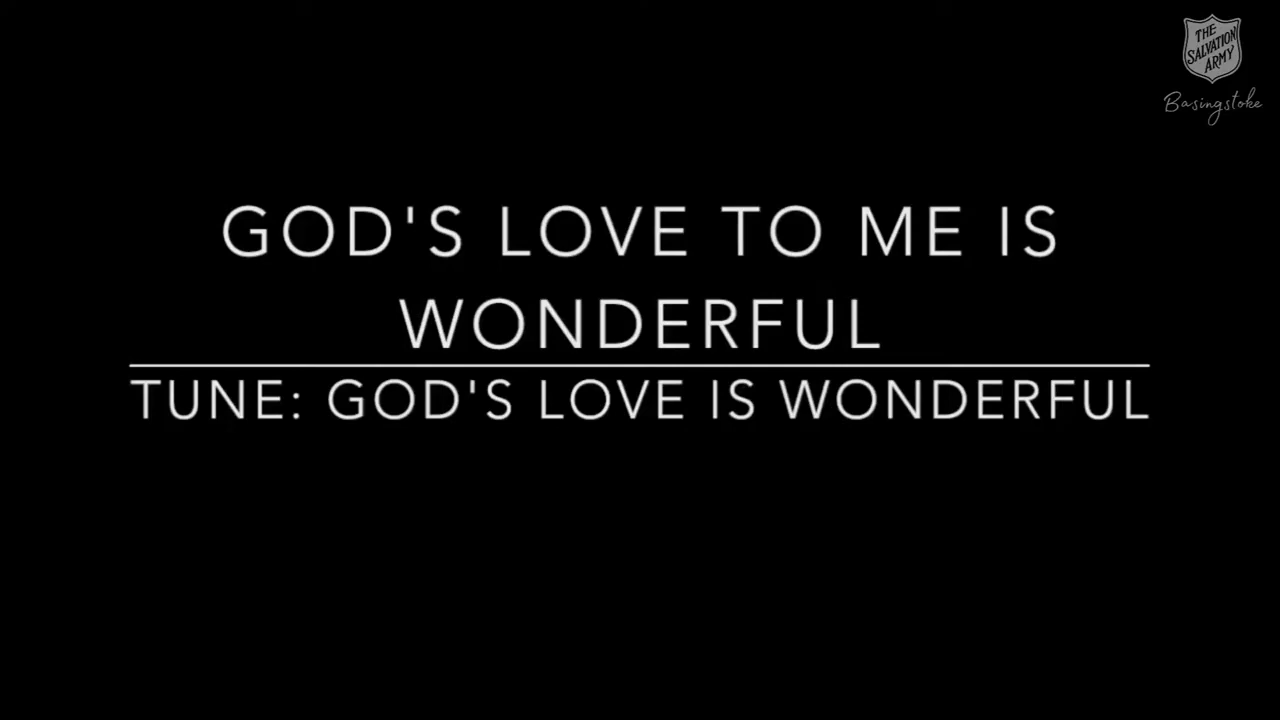 THE
SALVATION
ARMY
Basingstoke
GOD'S LOVE TO ME IS
WONDERFUL
TUNE: GOD'S LOVE IS WONDERFUL